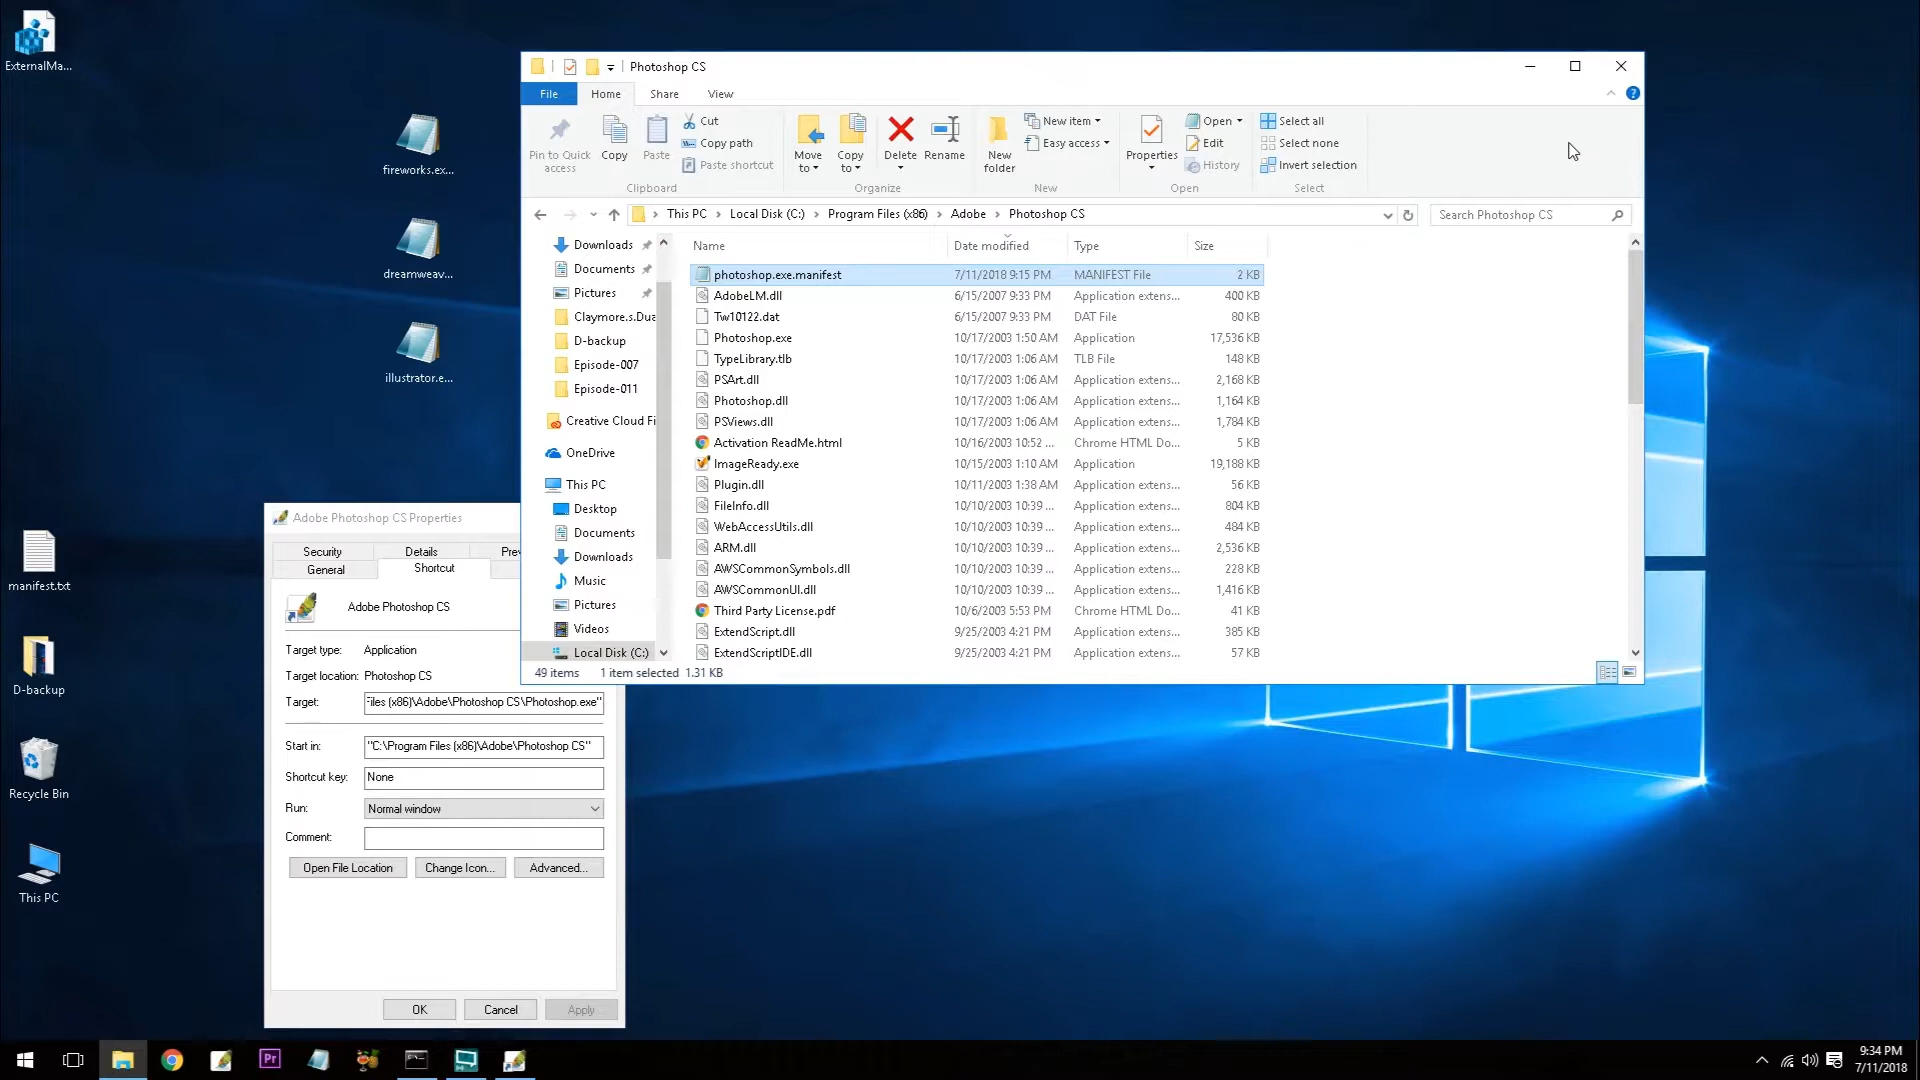 ExternalMa...
fireworks.ex...
dreamweav...
illustrator.e...
manifest.txt
D-backup
Recycle Bin
This PC
Photoshop CS
File
Home
Share
View
Pin to Quick
access
Copy
Paste
Cut
Copy path
Paste shortcut
Clipboard
Move
to
Copy
to
Delete
Rename
Organize
New
folder
New item
Easy access
New
Properties
Open
Edit
History
Open
Select all
Select none
Invert selection
Select
This PC > Local Disk (C:) > Program Files (x86) > Adobe > Photoshop CS
Search Photoshop CS
Downloads
Documents
Pictures
Claymore.s.Dua
D-backup
Episode-007
Episode-011
Creative Cloud Fi
OneDrive
This PC
Desktop
Documents
Downloads
Music
Pictures
Videos
Local Disk (C:)
Name Date modified Type Size
photoshop.exe.manifest 7/11/2018 9:15 PM MANIFEST File 2 KB
AdobeLM.dll 6/15/2007 9:33 PM Application extens... 400 KB
Tw10122.dat 6/15/2007 9:33 PM DAT File 80 KB
Photoshop.exe 10/17/2003 1:50 AM Application 17,536 KB
TypeLibrary.tlb 10/17/2003 1:06 AM TLB File 148 KB
PSArt.dll 10/17/2003 1:06 AM Application extens... 2,168 KB
Photoshop.dll 10/17/2003 1:06 AM Application extens... 1,164 KB
PSViews.dll 10/17/2003 1:06 AM Application extens... 1,784 KB
Activation ReadMe.html 10/16/2003 10:52 ... Chrome HTML Do... 5 KB
ImageReady.exe 10/15/2003 1:10 AM Application 19,188 KB
Plugin.dll 10/11/2003 1:38 AM Application extens... 56 KB
FileInfo.dll 10/10/2003 10:39 ... Application extens... 804 KB
WebAccessUtils.dll 10/10/2003 10:39 ... Application extens... 484 KB
ARM.dll 10/10/2003 10:39 ... Application extens... 2,536 KB
AWSCommonSymbols.dll 10/10/2003 10:39 ... Application extens... 228 KB
AWSCommonUI.dll 10/10/2003 10:39 ... Application extens... 1,416 KB
Third Party License.pdf 10/6/2003 5:53 PM Chrome HTML Do... 41 KB
ExtendScript.dll 9/25/2003 4:21 PM Application extens... 385 KB
ExtendScriptIDE.dll 9/25/2003 4:21 PM Application extens... 57 KB
49 items 1 item selected 1.31 KB
Adobe Photoshop CS Properties
Security Details Prev
General Shortcut
Adobe Photoshop CS
Target type: Application
Target location: Photoshop CS
Target: Files (x86)\Adobe\Photoshop CS\Photoshop.exe"
Start in: "C:\Program Files (x86)\Adobe\Photoshop CS"
Shortcut key: None
Run: Normal window
Comment:
Open File Location Change Icon... Advanced...
OK Cancel Apply
Pr
9:34 PM
7/11/2018